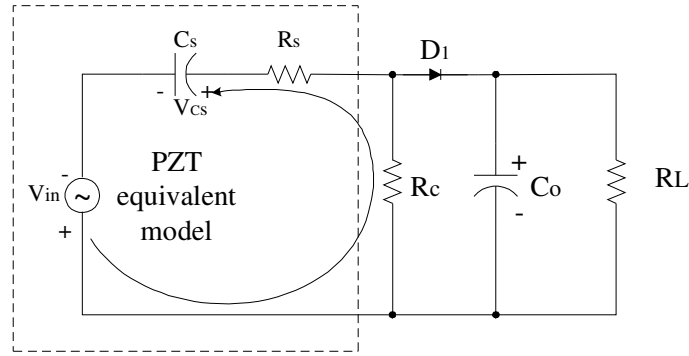 Cs
Rs
D1
- +
VCs
PZT
equivalent
model
-
Vin
~
+
Rc
+
Co
-
RL